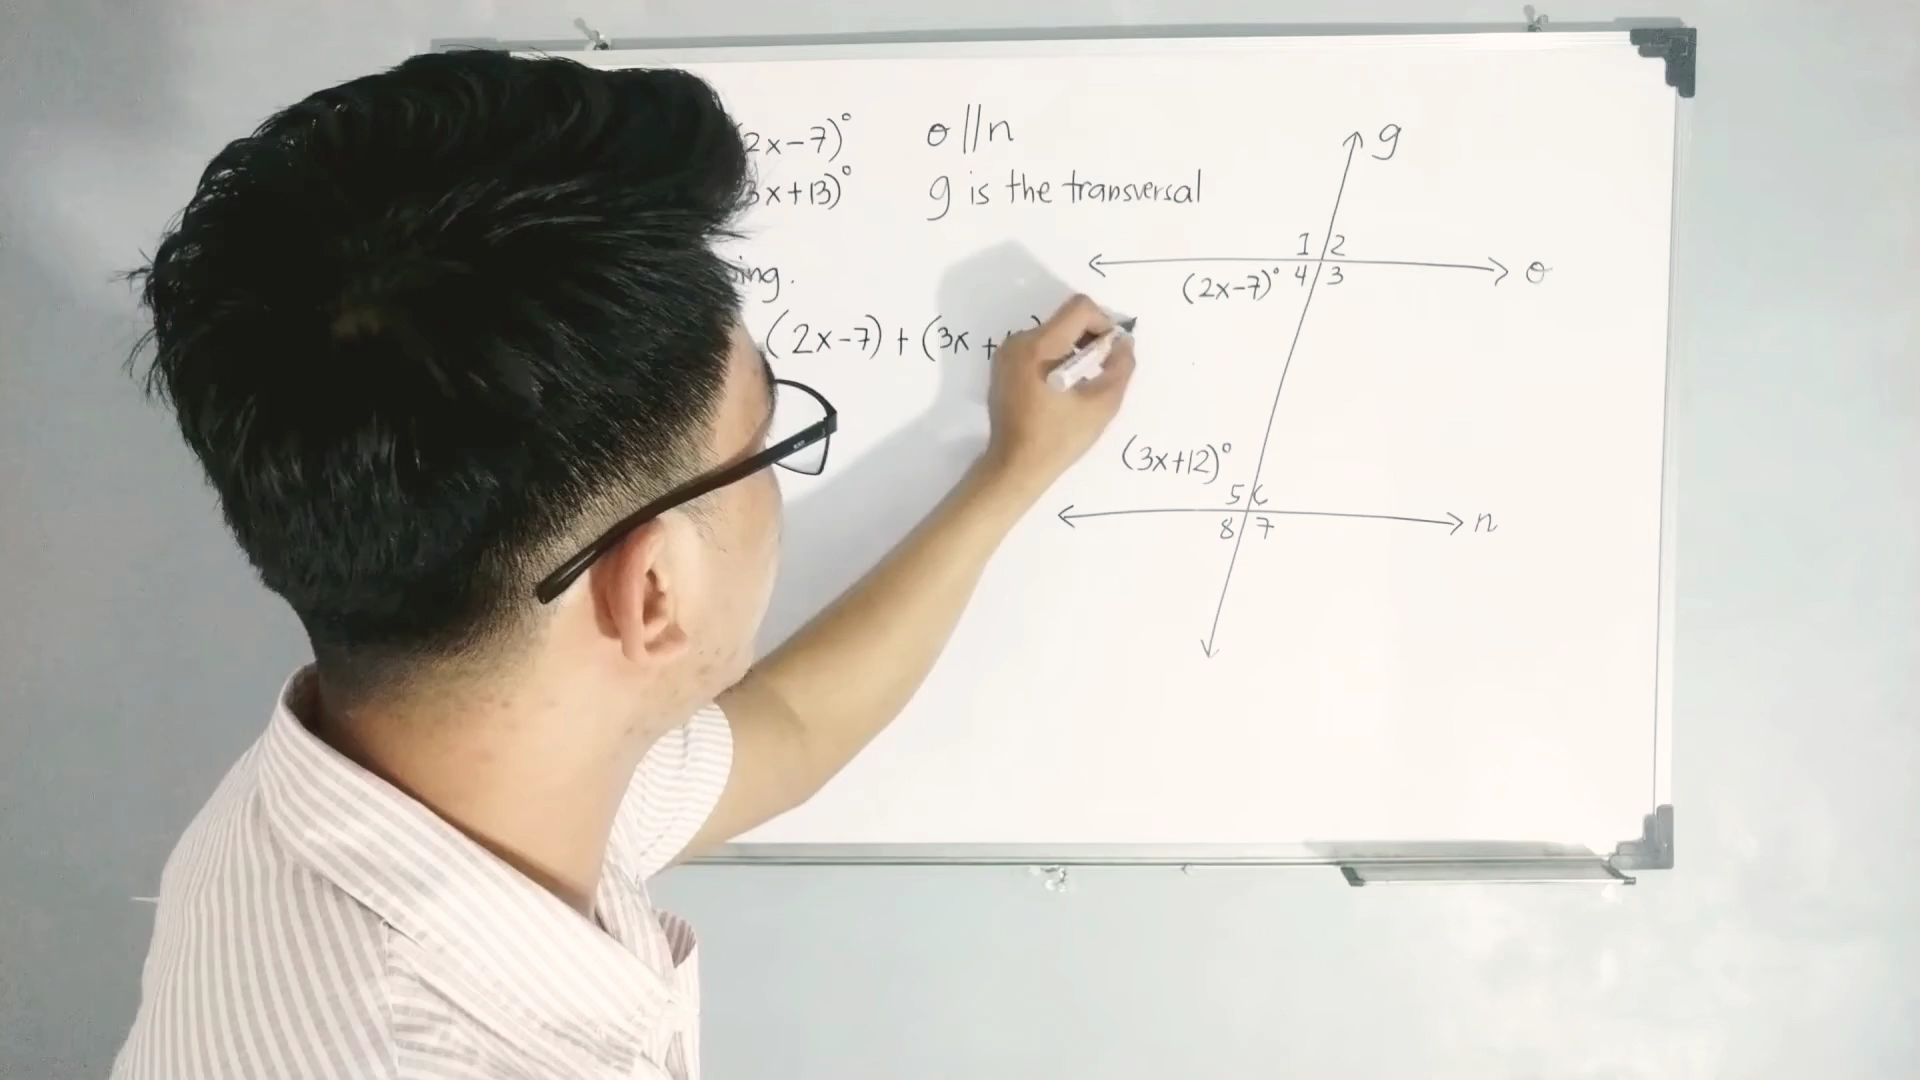 2x-7)°
3x+13)°
ing.
(2x-7) + (3x +
o || n
g is the transversal
g
1 2
o
(2x-7)° 4 3
(3x+12)°
5 6
n
8 7